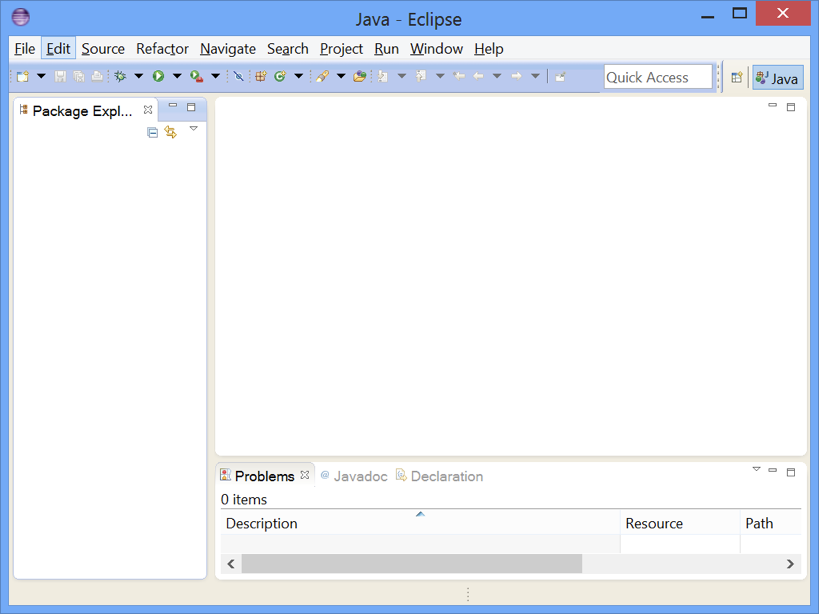 Java - Eclipse
File Edit Source Refactor Navigate Search Project Run Window Help
Quick Access Java
Package Expl...
Problems @ Javadoc Declaration
0 items
Description Resource Path